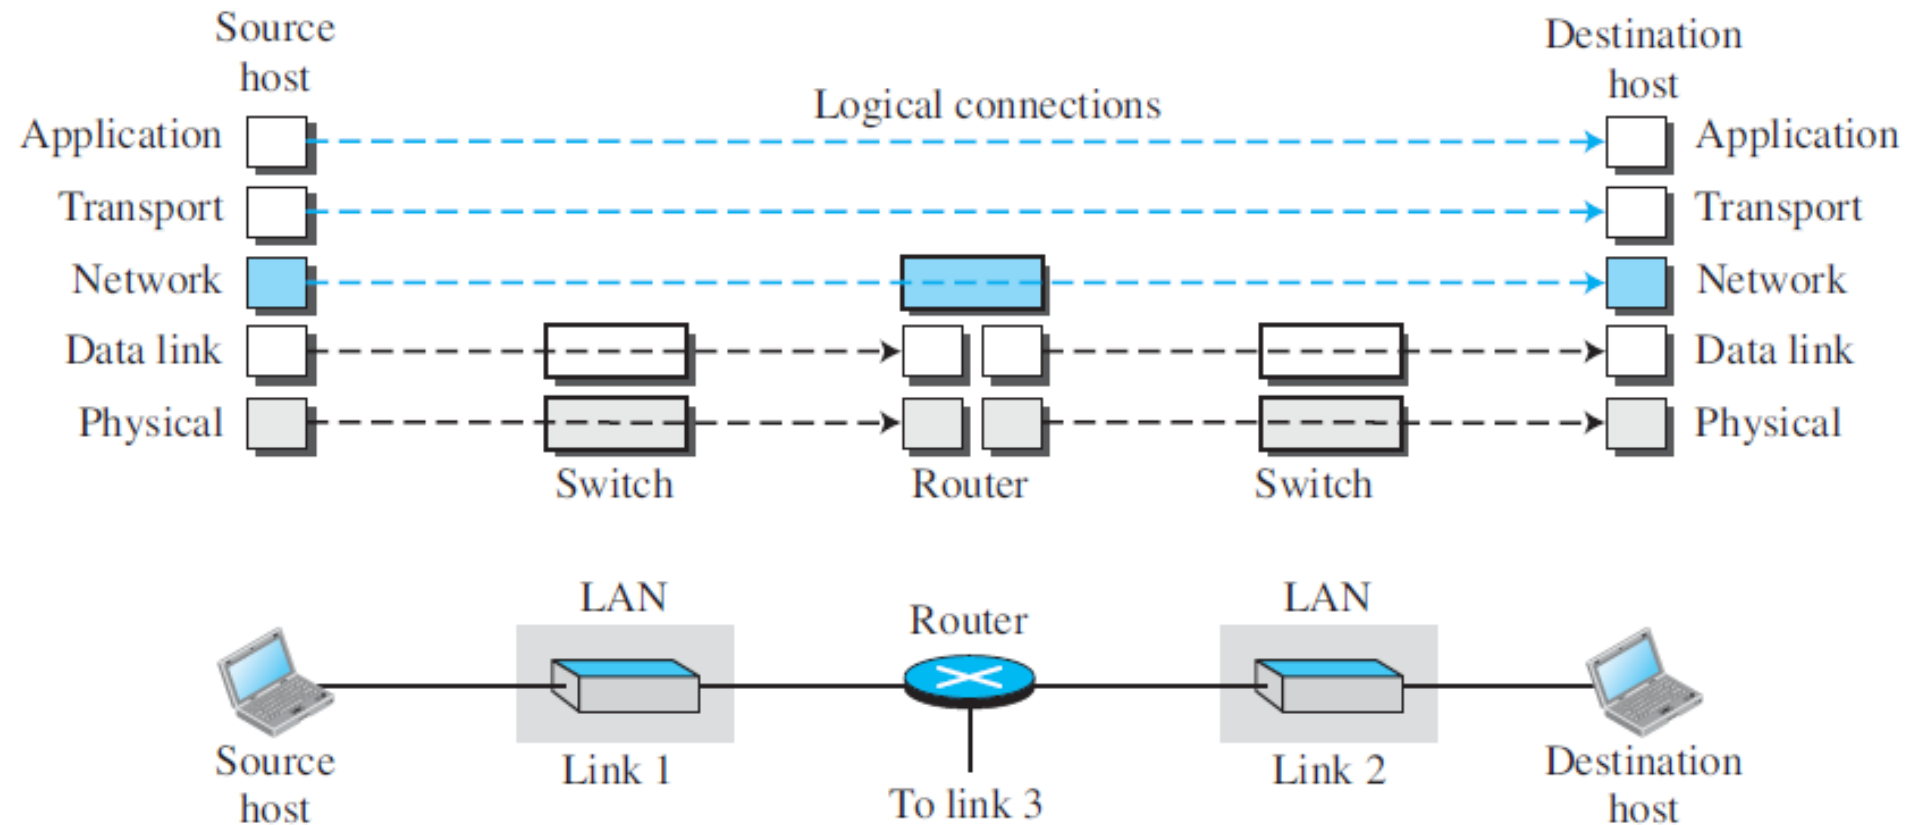 Source
host
Destination
host
Logical connections
Application
Application
Transport
Transport
Network
Network
Data link
Data link
Physical
Physical
Switch
Router
Switch
LAN
Router
LAN
Source
host
Link 1
To link 3
Link 2
Destination
host